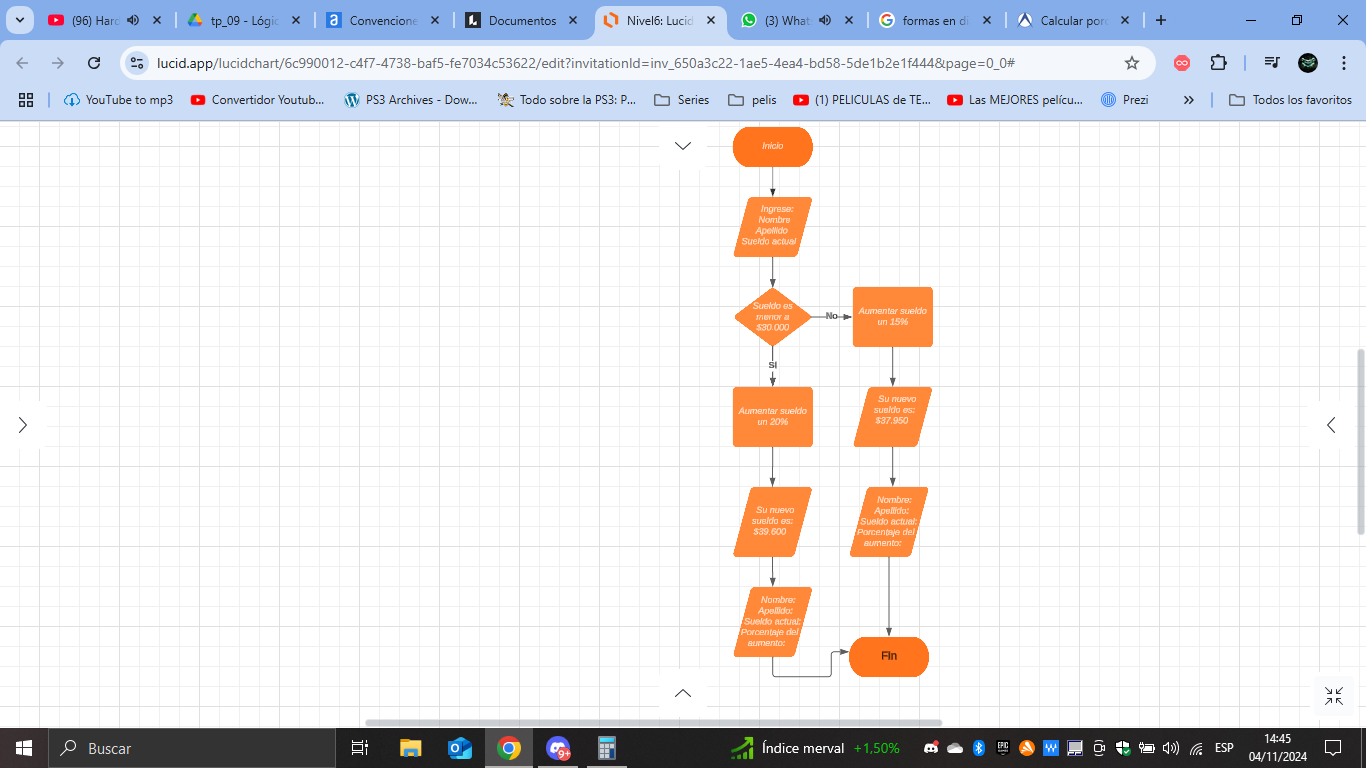 (96) Hard
tp_09 - Lógic
Convencione
Documentos
Nivel6: Lucid
(3) What
formas en di
Calcular porc
lucid.app/lucidchart/6c990012-c4f7-4738-baf5-fe7034c53622/edit?invitationId=inv_650a3c22-1ae5-4ea4-bd58-5de1b2e1f444&page=0_0#
YouTube to mp3
Convertidor Youtub...
PS3 Archives - Dow...
Todo sobre la PS3: P...
Series
pelis
(1) PELICULAS de TE...
Las MEJORES pelícu...
Prezi
Todos los favoritos
Inicio
Ingrese:
Nombre
Apellido
Sueldo actual
Sueldo es
menor a
$30.000
No
Aumentar sueldo
un 15%
SI
Aumentar sueldo
un 20%
Su nuevo
sueldo es:
$37.950
Su nuevo
sueldo es:
$39.600
Nombre:
Apellido:
Sueldo actual:
Porcentaje del
aumento:
Nombre:
Apellido:
Sueldo actual:
Porcentaje del
aumento:
FIn
Buscar
9+
Índice merval +1,50%
ESP
14:45
04/11/2024